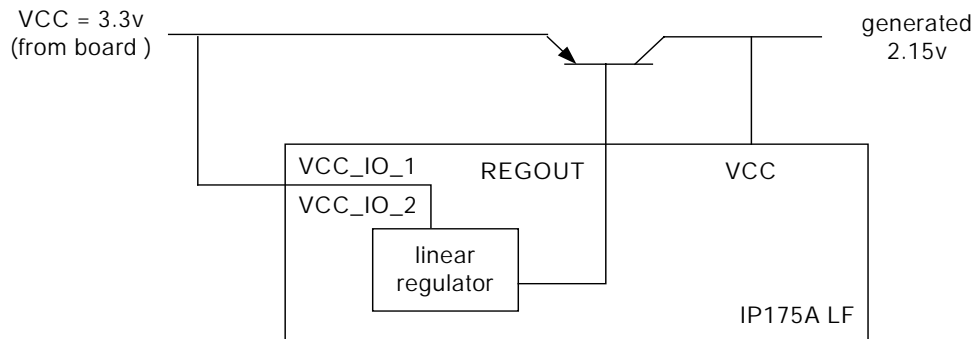 VCC = 3.3v
(from board )
generated
2.15v
VCC_IO_1
REGOUT
VCC
VCC_IO_2
linear
regulator
IP175A LF